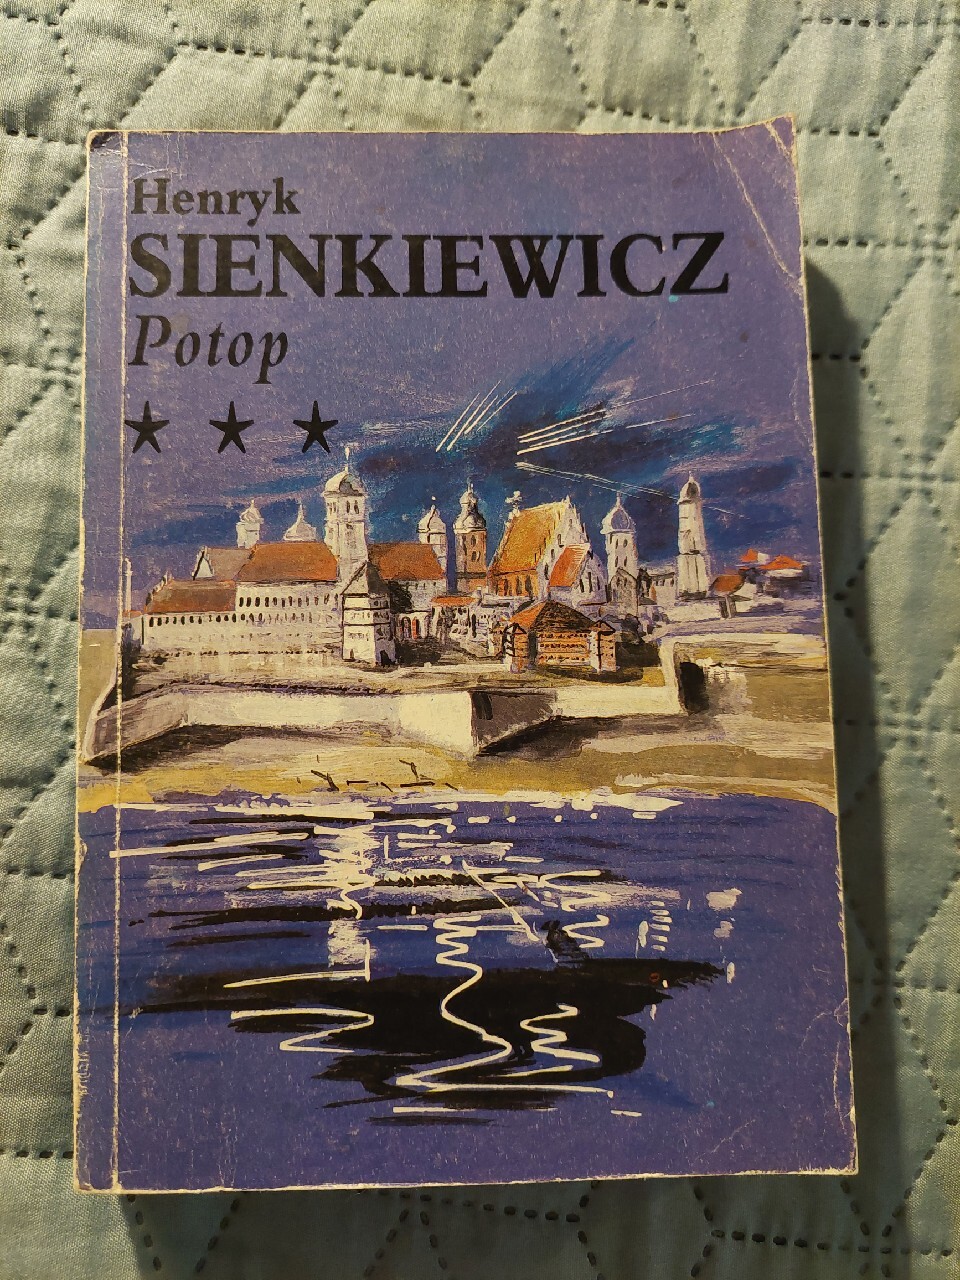 Henryk
SIENKIEWICZ
Potop
★ ★ ★